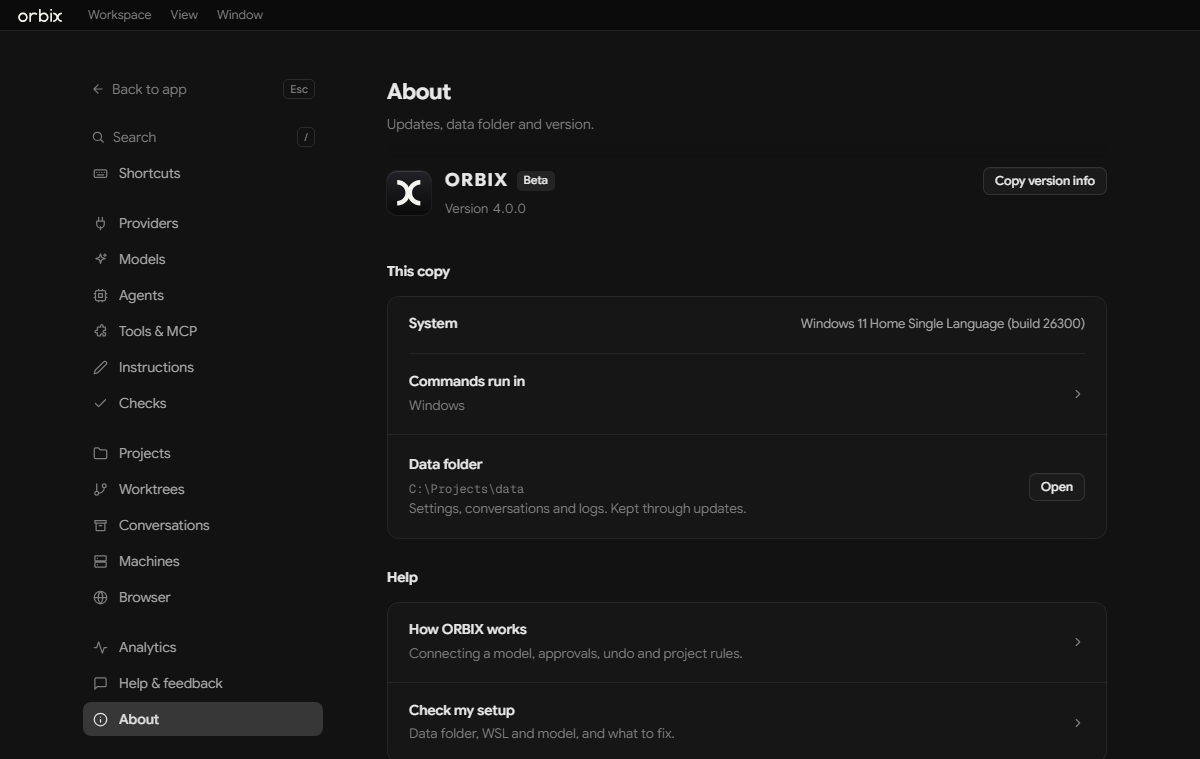 orbix Workspace View Window
Back to app Esc
Search /
Shortcuts
Providers
Models
Agents
Tools & MCP
Instructions
Checks
Projects
Worktrees
Conversations
Machines
Browser
Analytics
Help & feedback
About
About
Updates, data folder and version.
ORBIX Beta
Version 4.0.0
Copy version info
This copy
System Windows 11 Home Single Language (build 26300)
Commands run in
Windows
Data folder
C:\Projects\data
Settings, conversations and logs. Kept through updates.
Open
Help
How ORBIX works
Connecting a model, approvals, undo and project rules.
Check my setup
Data folder, WSL and model, and what to fix.